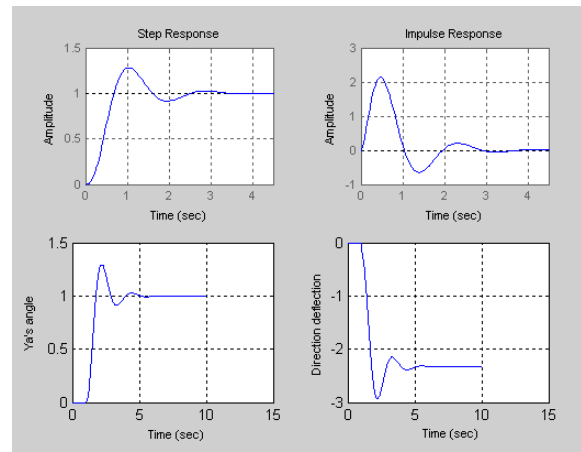 Step Response
1.5
1
0.5
0
0 1 2 3 4
Amplitude
Time (sec)
Impulse Response
3
2
1
0
-1
0 1 2 3 4
Amplitude
Time (sec)
1.5
1
0.5
0
0 5 10 15
Ya's angle
Time (sec)
0
-1
-2
-3
0 5 10 15
Direction deflection
Time (sec)